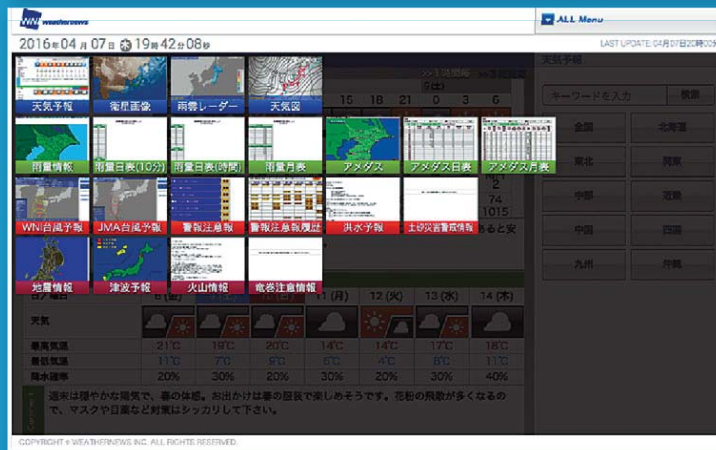 WNI weathernews
ALL Menu
2016年04月07日 木 19時42分08秒
LAST UPDATE: 04月07日20時00分
天気予報
天気予報 衛星画像 雨雲レーダー 天気図
15 18 21 0 3 6
キーワードを入力 検索
全国 北海道
雨量情報 雨量日表(10分) 雨量日表(時間) 雨量月表 アメダス アメダス日表 アメダス月表
東北 関東
2
74
中部 近畿
1015
WNI台風予報 JMA台風予報 警報注意報 警報注意報履歴 洪水予報 土砂災害警戒情報
中国 四国
九州 沖縄
地震情報 津波予報 火山情報 竜巻注意情報
11 (月) 12 (火) 13 (水) 14 (木)
天気
最高気温 21℃ 19℃ 20℃ 14℃ 14℃ 17℃ 18℃
最低気温 11℃ 7℃ 9℃ 4℃ 11℃
降水確率 20% 30% 20% 30% 20% 30% 40%
週末は穏やかな陽気で、春の体感。お出かけは春の服装で楽しめそうです。花粉の飛散が多くなるの
で、マスクや目薬など対策はシッカリして下さい。
COPYRIGHT © WEATHERNEWS INC. ALL RIGHTS RESERVED.